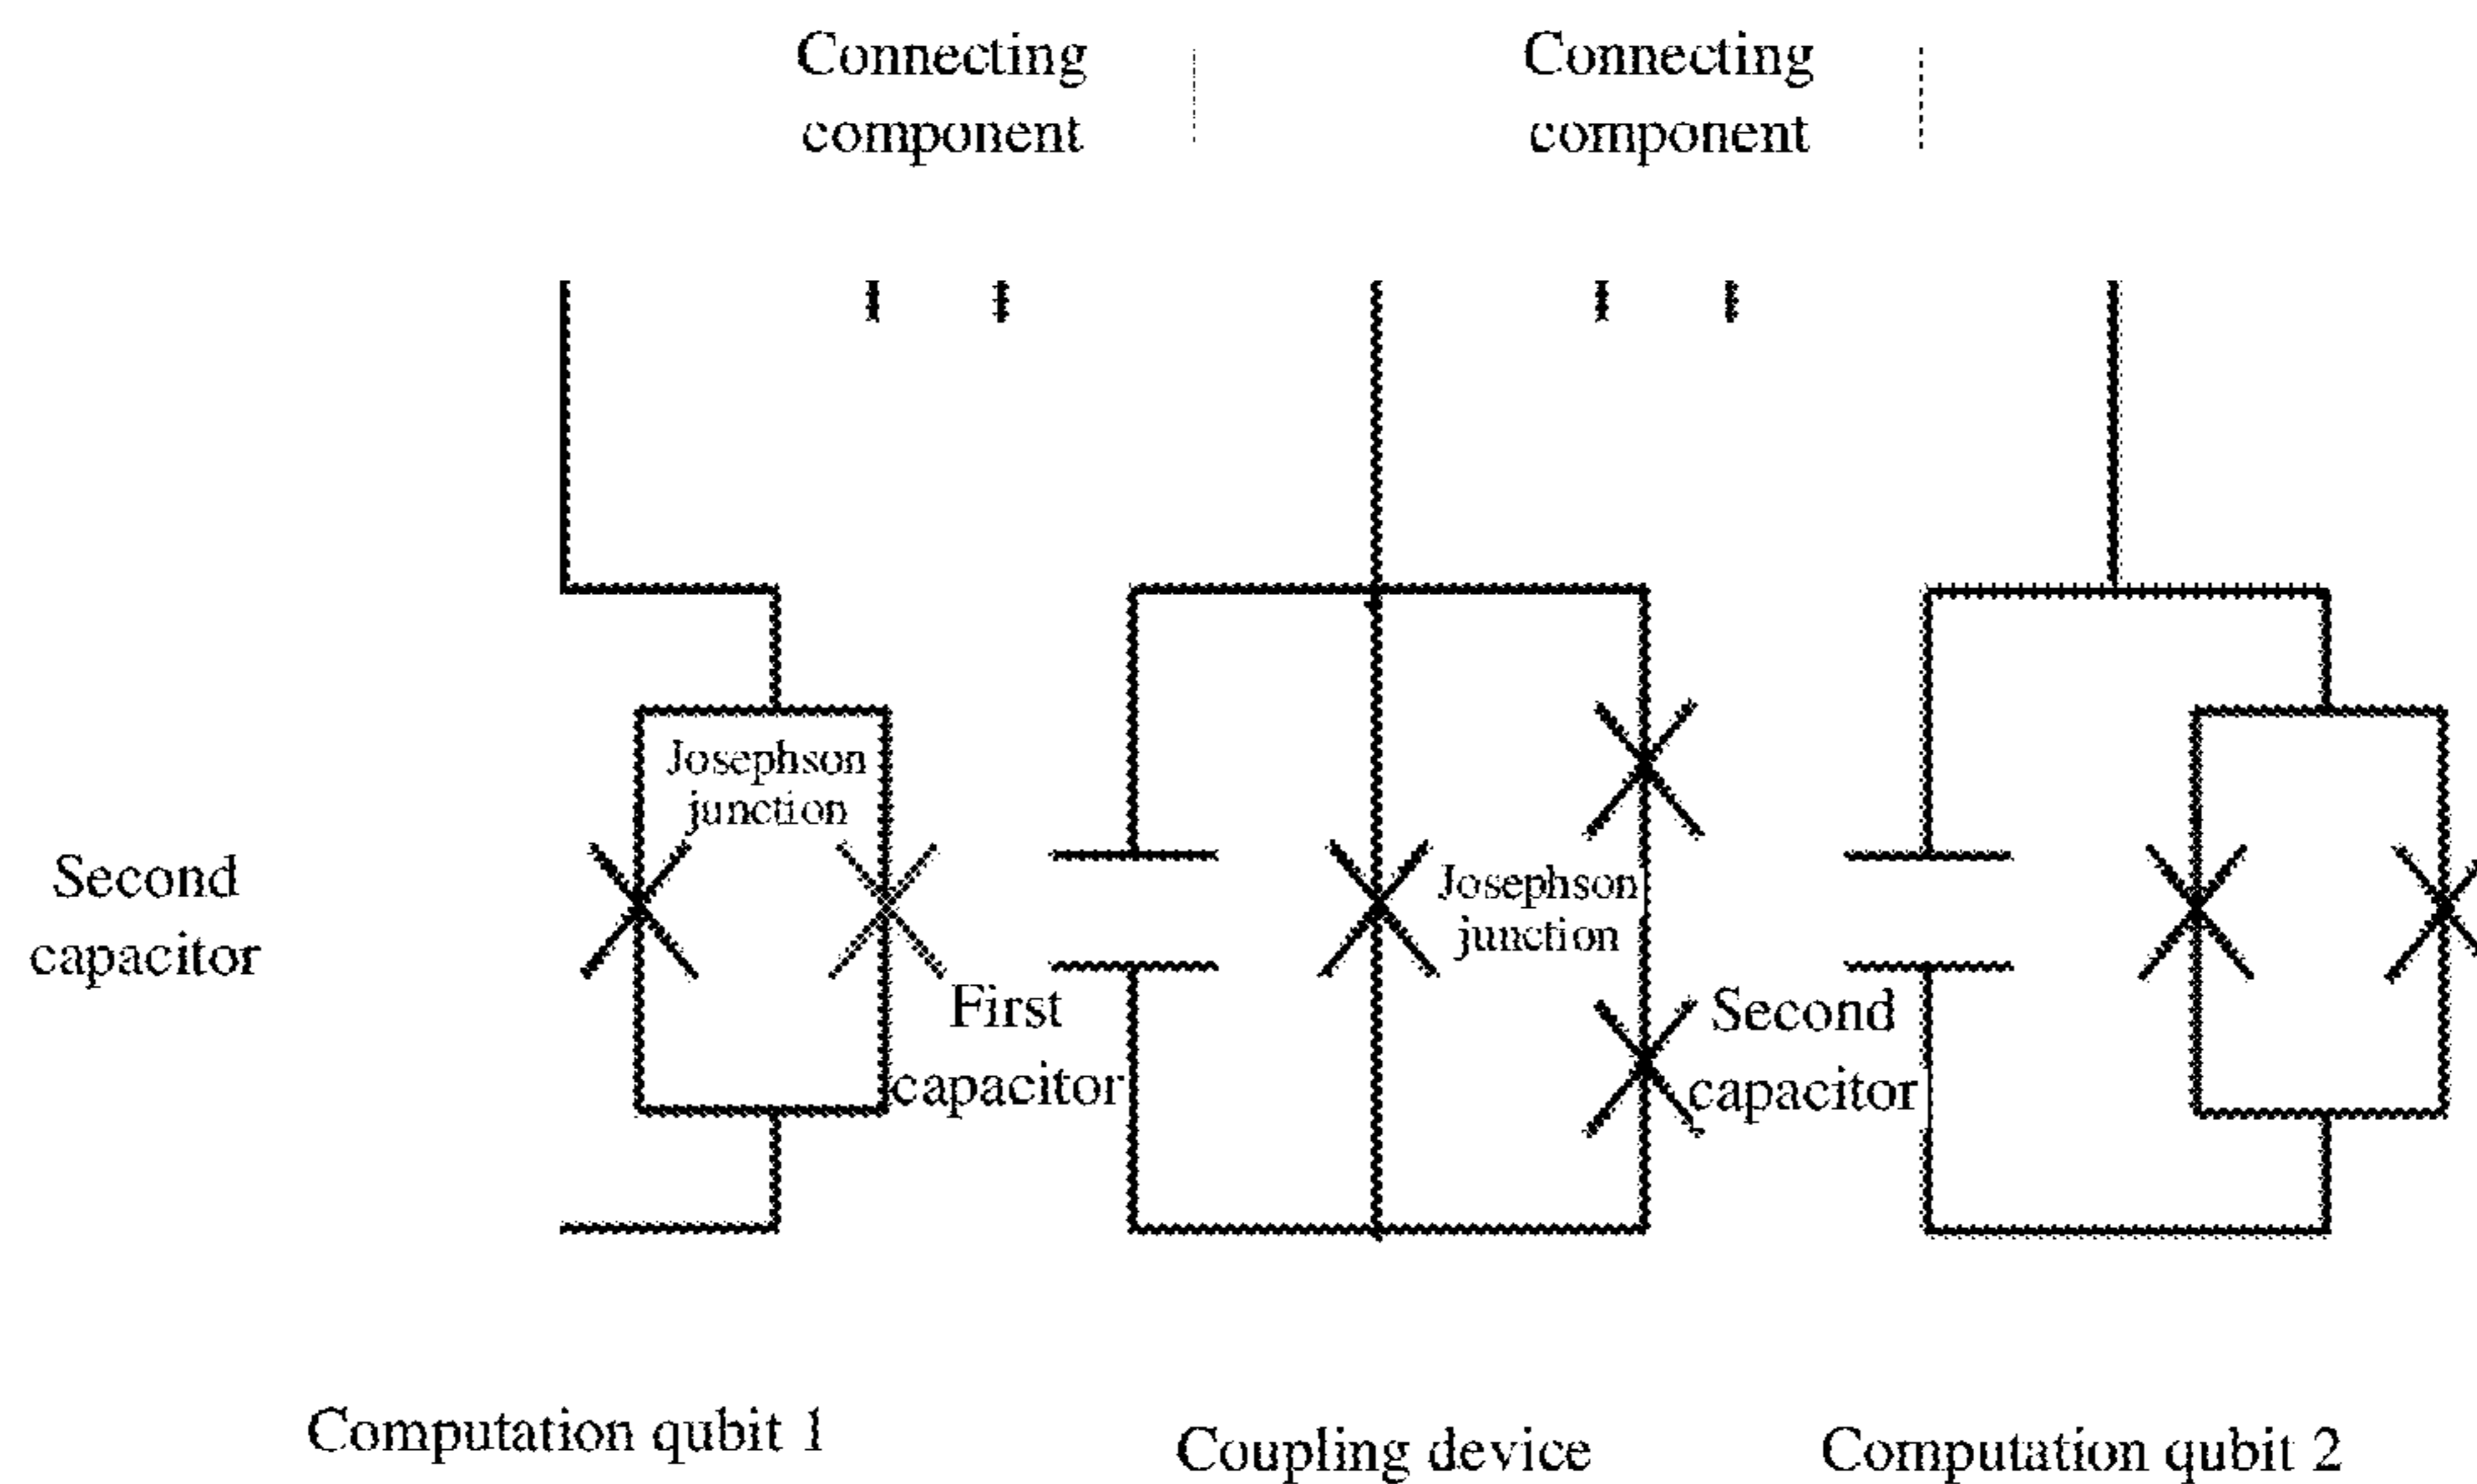 Connecting
component
Connecting
component
Josephson
junction
Second
capacitor
Josephson
junction
First
capacitor
Second
capacitor
Computation qubit 1
Coupling device
Computation qubit 2